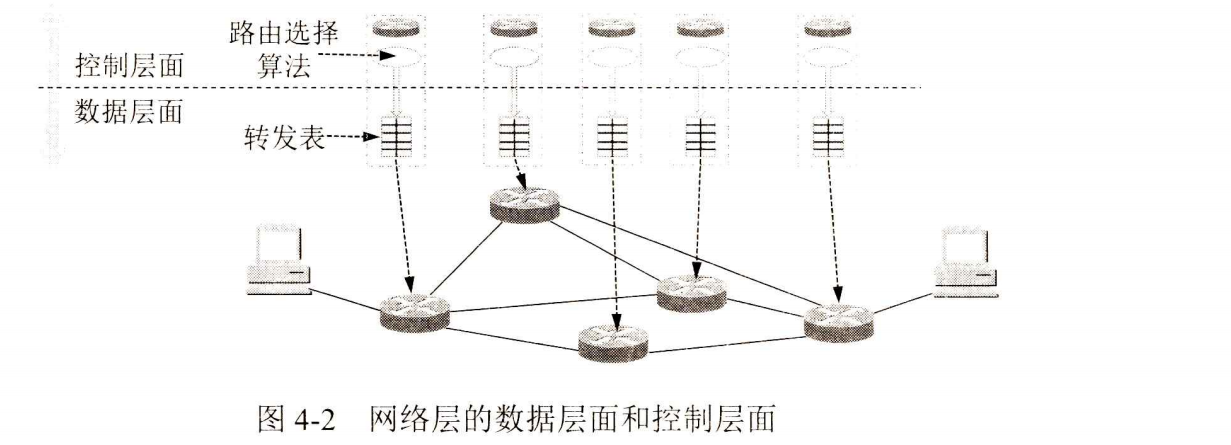 路由选择
算法
控制层面
数据层面
转发表
图 4-2 网络层的数据层面和控制层面